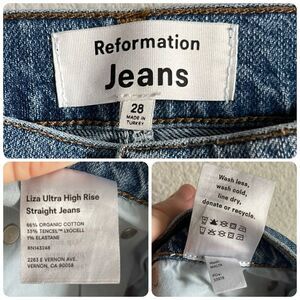 Reformation
Jeans
28
MADE IN
TURKEY
Liza Ultra High Rise
Straight Jeans
66% ORGANIC COTTON
33% TENCEL™ LYOCELL
1% ELASTANE
RN143248
2263 E VERNON AVE
VERNON, CA 90058
Wash less,
wash cold,
line dry,
donate or recycle.